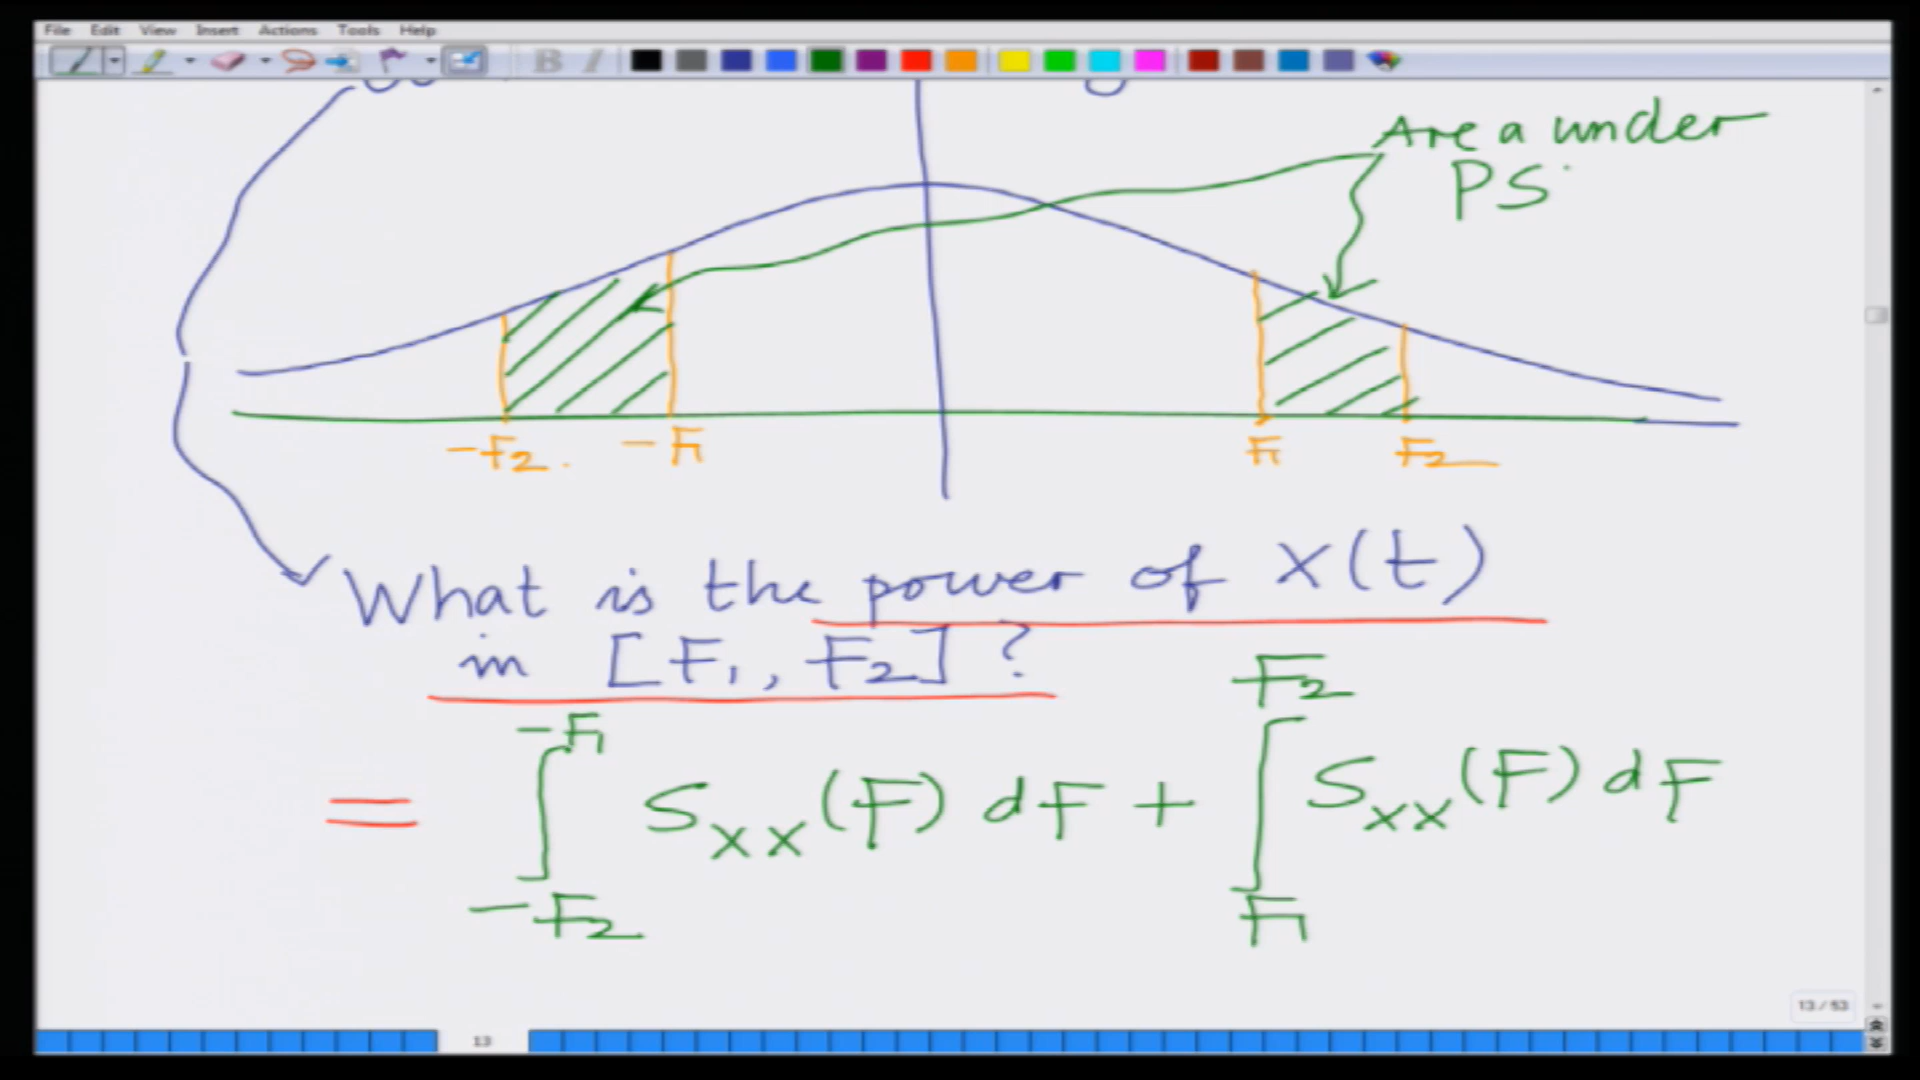 File Edit View Insert Actions Tools Help
B I
Area under
PS
-F2. -F1 F1 F2
What is the power of X(t)
in [F1, F2]?
-F1 F2
= ∫ SXX(F) dF + ∫ SXX(F) dF
-F2 F1
13 / 53
13